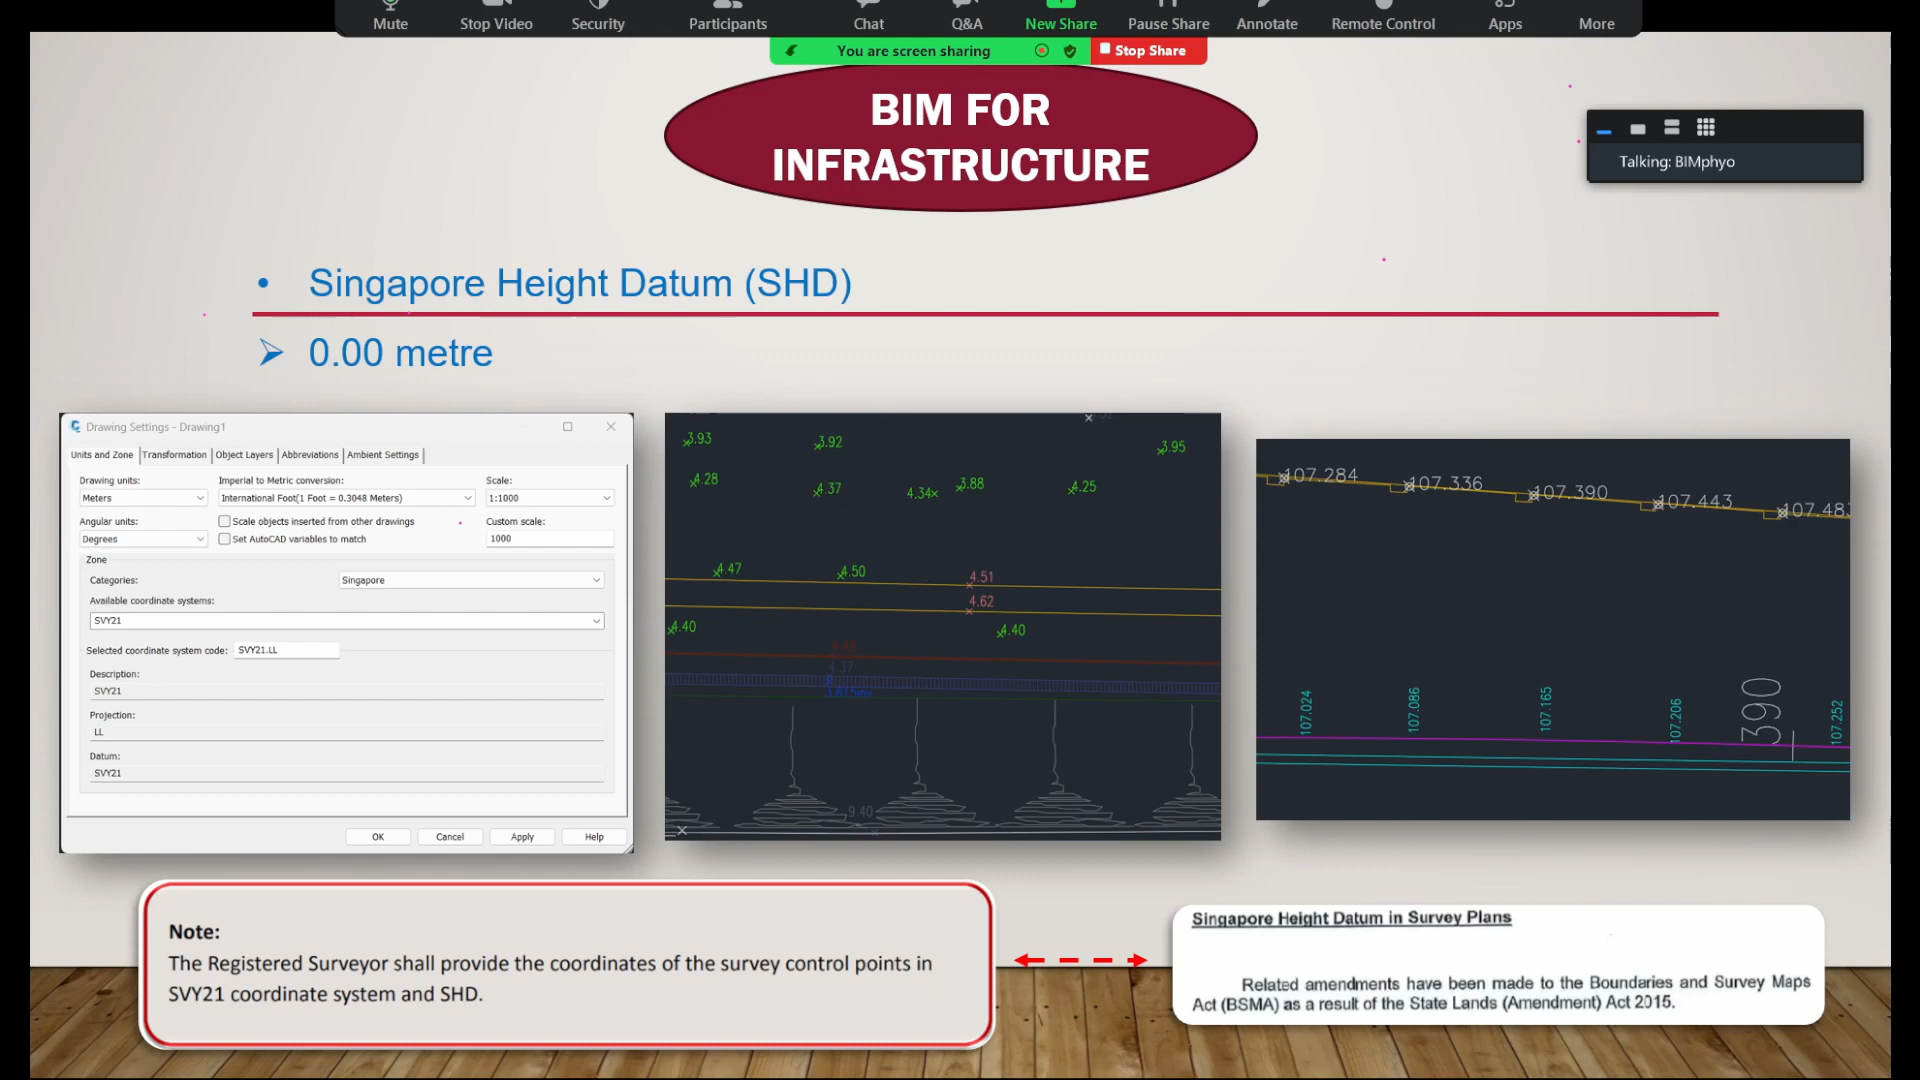 Mute Stop Video Security Participants Chat Q&A New Share Pause Share Annotate Remote Control Apps More
You are screen sharing Stop Share
BIM FOR
INFRASTRUCTURE
Talking: BIMphyo
• Singapore Height Datum (SHD)
➢ 0.00 metre
Drawing Settings - Drawing1
Units and Zone Transformation Object Layers Abbreviations Ambient Settings
Drawing units: Imperial to Metric conversion: Scale:
Meters International Foot(1 Foot = 0.3048 Meters) 1:1000
Angular units: Scale objects inserted from other drawings Custom scale:
Degrees Set AutoCAD variables to match 1000
Zone
Categories: Singapore
Available coordinate systems:
SVY21
Selected coordinate system code: SVY21.LL
Description:
SVY21
Projection:
LL
Datum:
SVY21
OK Cancel Apply Help
3.93 3.92 3.95
4.28 4.37 4.34 3.88 4.25
4.47 4.50 4.51
4.62
4.40 4.40
4.37
9 40
107.284 107.336 107.390 107.443 107.483
107.024 107.086 107.165 107.206 390 107.252
Note:
The Registered Surveyor shall provide the coordinates of the survey control points in
SVY21 coordinate system and SHD.
Singapore Height Datum in Survey Plans
Related amendments have been made to the Boundaries and Survey Maps
Act (BSMA) as a result of the State Lands (Amendment) Act 2015.